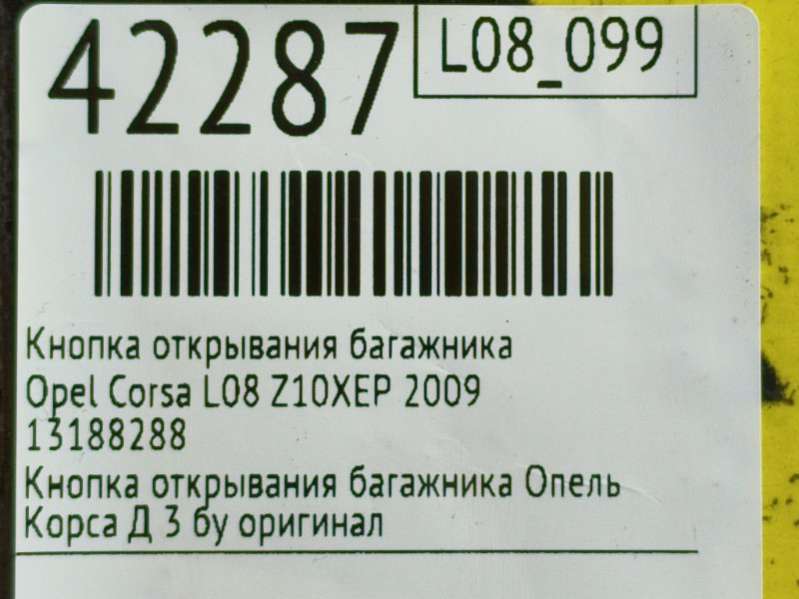 42287
L08_099
Кнопка открывания багажника
Opel Corsa L08 Z10XEP 2009
13188288
Кнопка открывания багажника Опель
Корса Д 3 бу оригинал